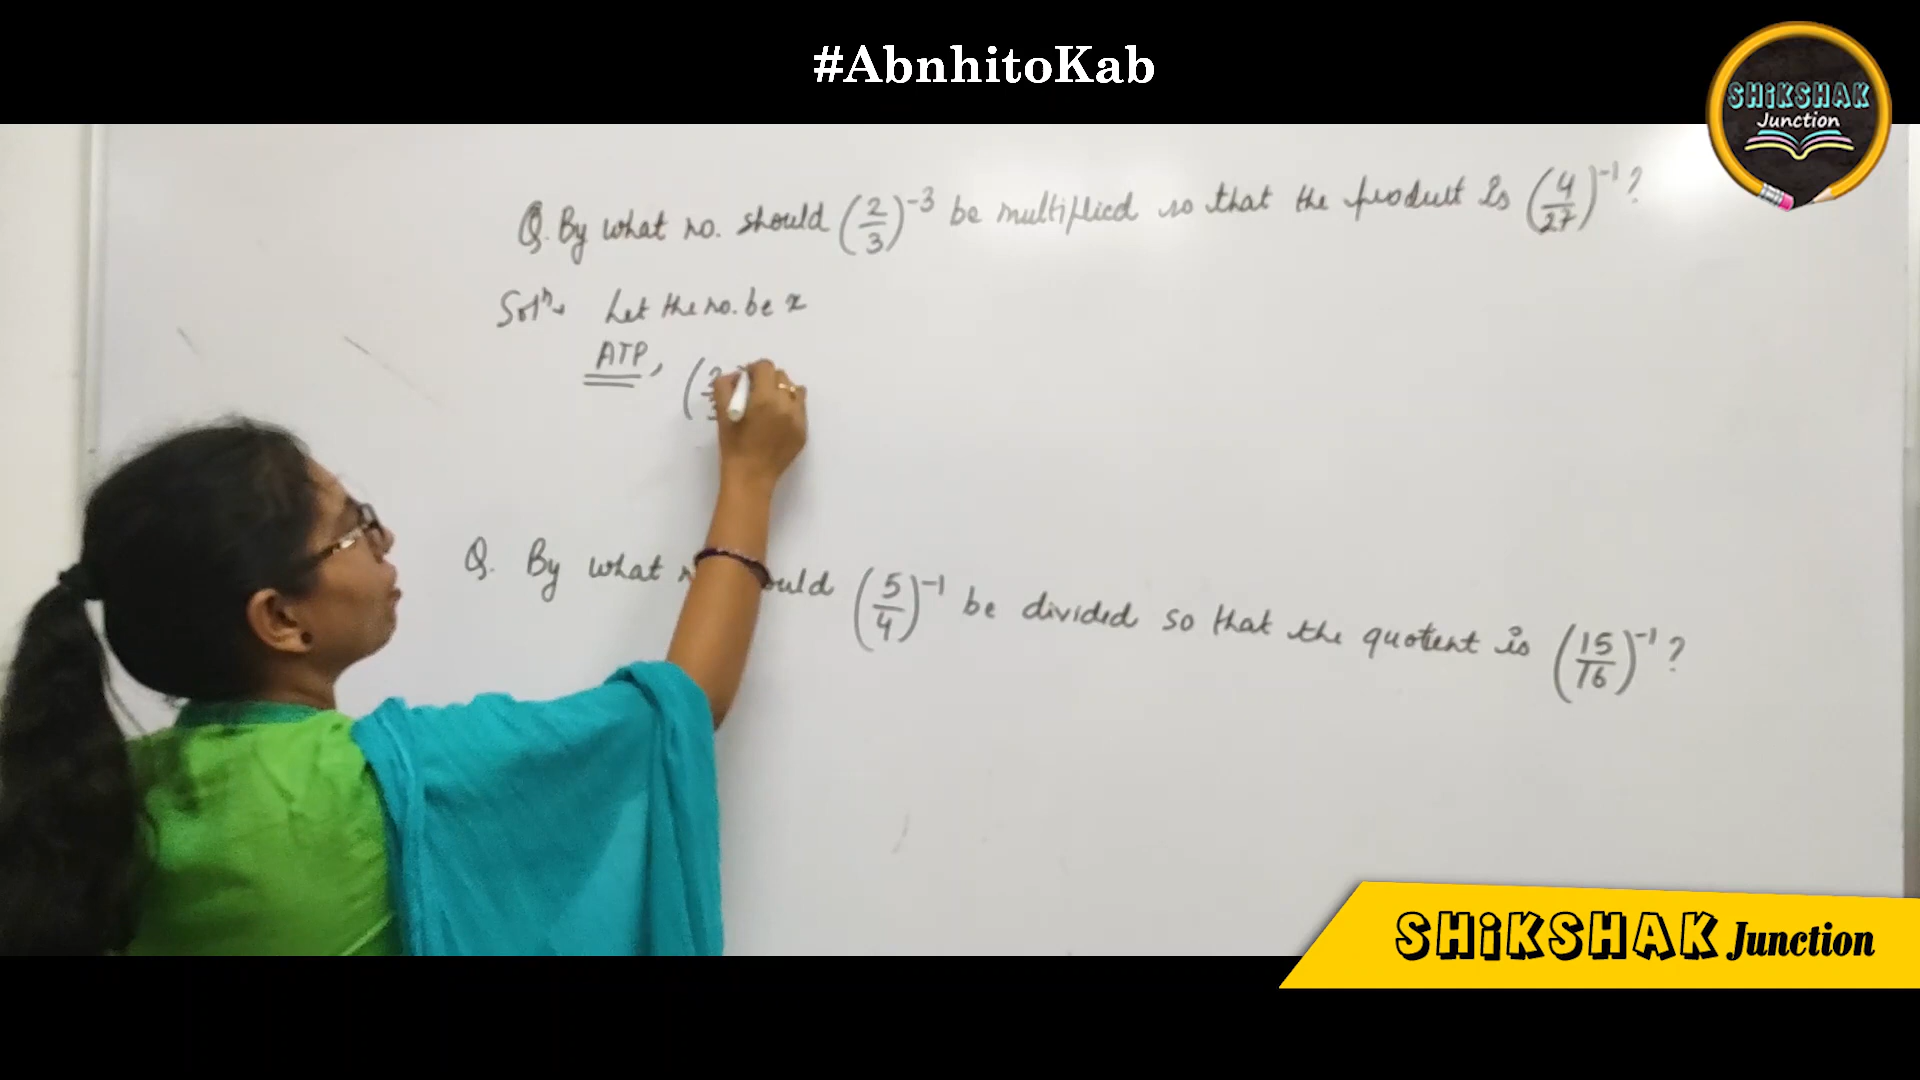 #AbnhitoKab
SHiKSHAK
Junction
Q. By what no. should (2/3)^-3 be multiplied so that the product is (4/27)^-1?
Solⁿ. Let the no. be x
ATP, (2
Q. By what ould (5/4)^-1 be divided so that the quotient is (15/16)^-1?
SHiKSHAK Junction